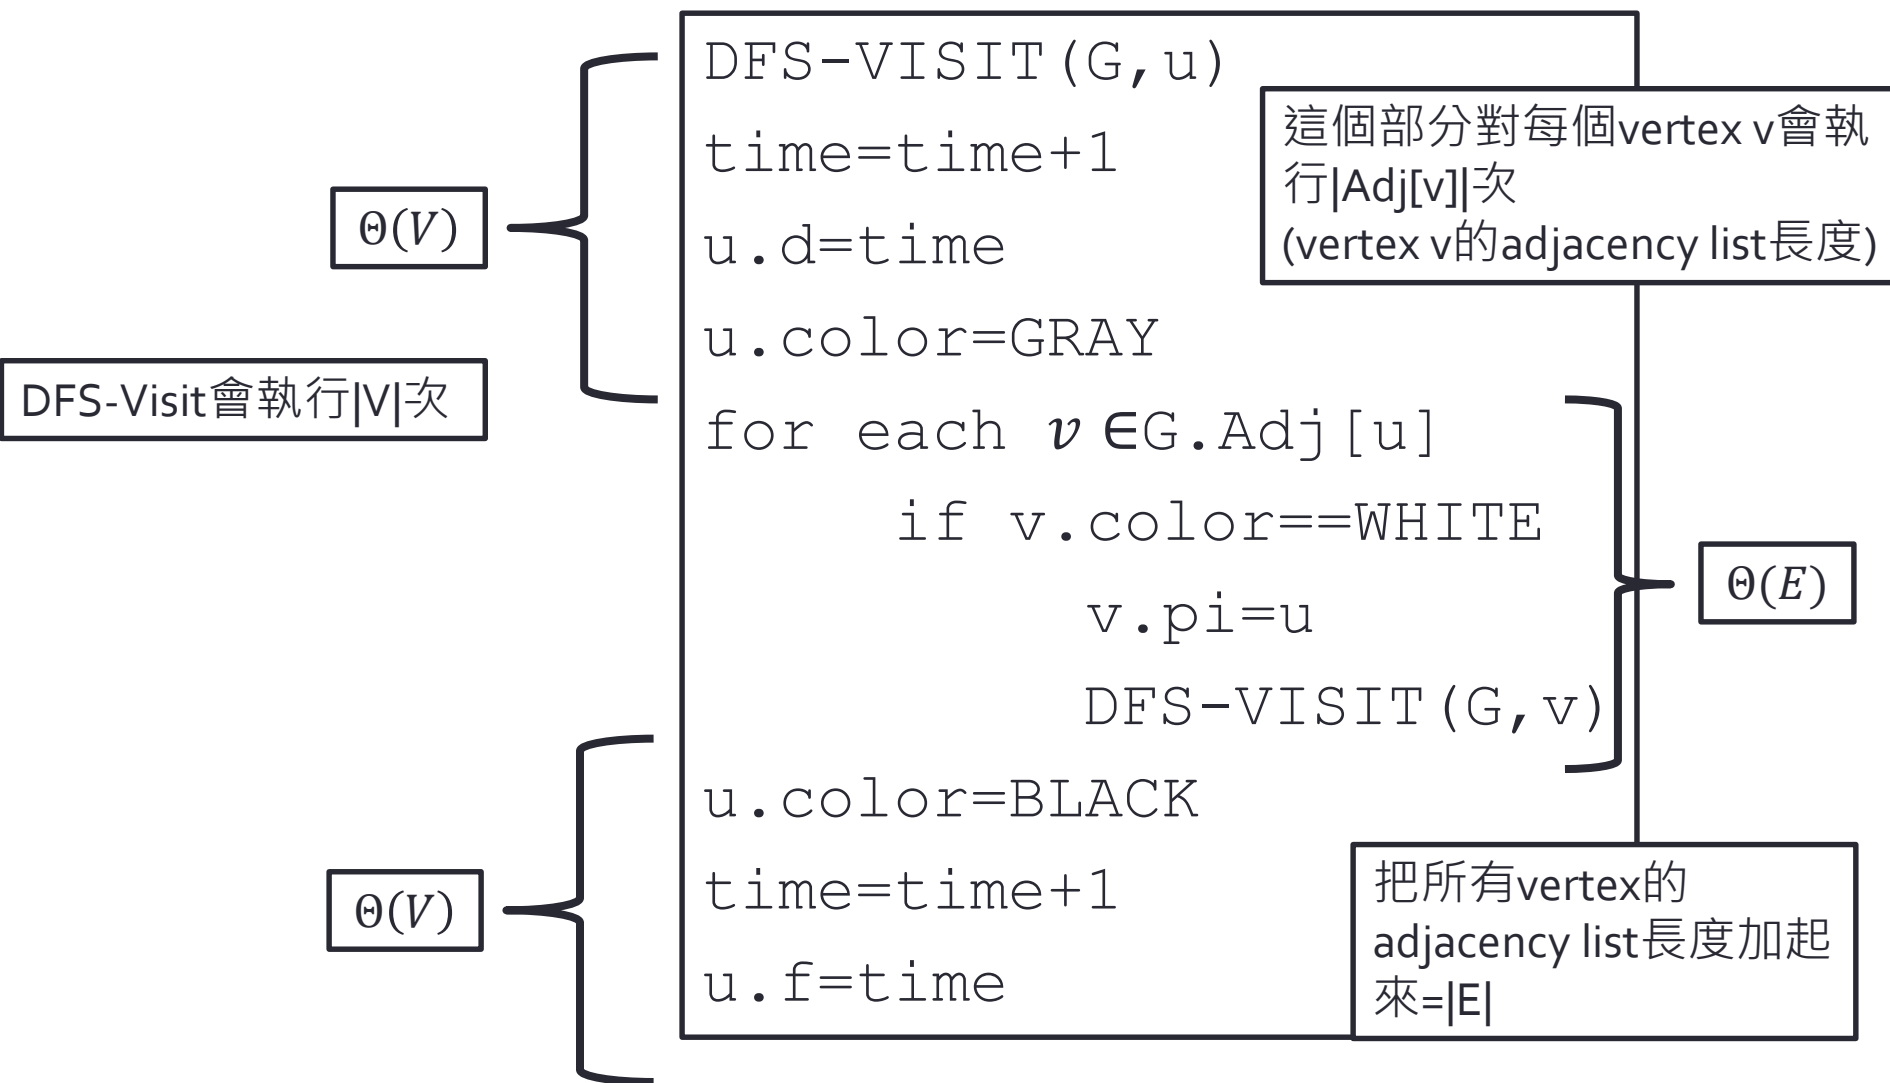 DFS-VISIT(G,u)
time=time+1
u.d=time
u.color=GRAY
for each v ∈G.Adj[u]
if v.color==WHITE
v.pi=u
DFS-VISIT(G,v)
u.color=BLACK
time=time+1
u.f=time
這個部分對每個vertex v會執
行|Adj[v]|次
(vertex v的adjacency list長度)
Θ(V)
DFS-Visit會執行|V|次
Θ(E)
Θ(V)
把所有vertex的
adjacency list長度加起
來=|E|